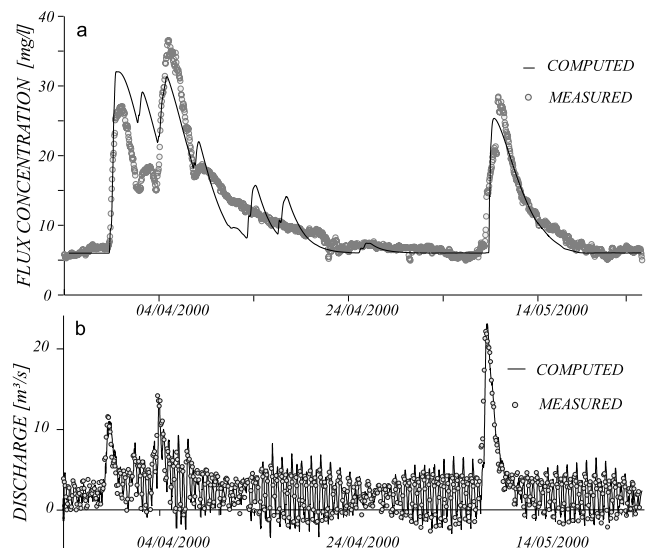 a
40
30
20
10
0
FLUX CONCENTRATION [mg/l]
COMPUTED
MEASURED
04/04/2000
24/04/2000
14/05/2000
b
20
10
0
DISCHARGE [m³/s]
COMPUTED
MEASURED
04/04/2000
24/04/2000
14/05/2000